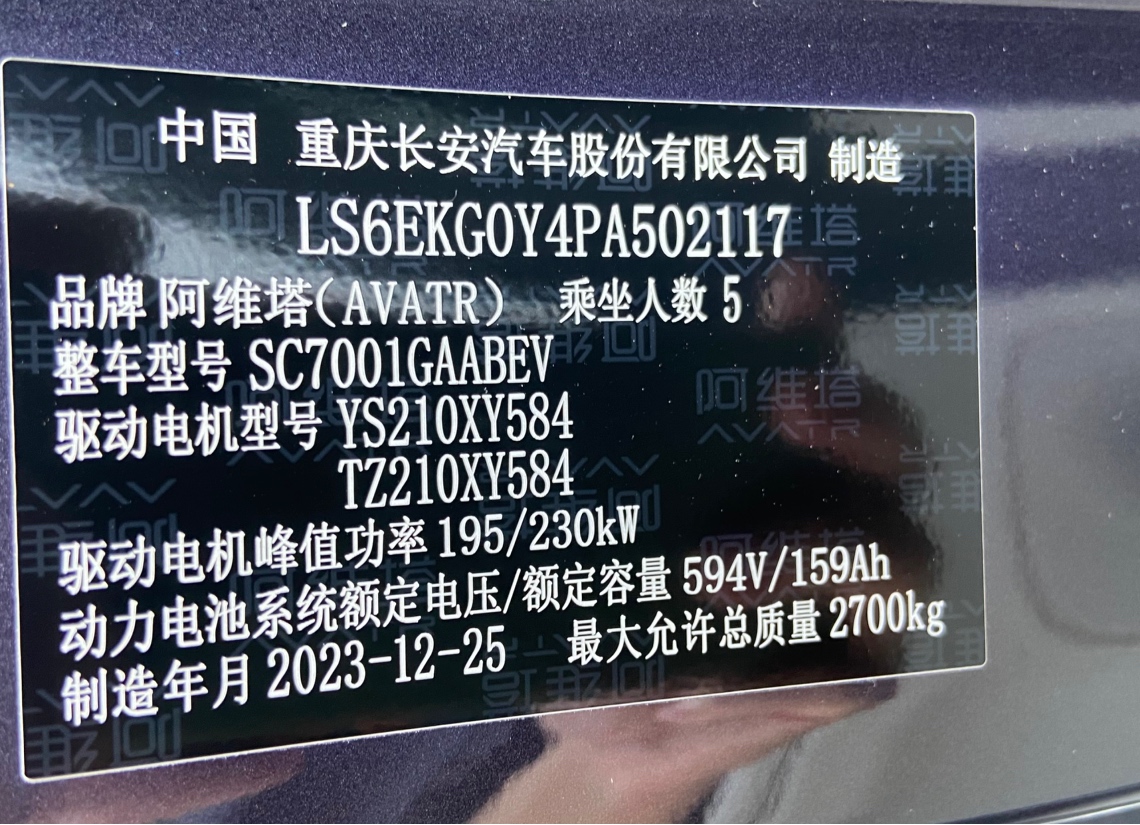 中国 重庆长安汽车股份有限公司 制造
LS6EKG0Y4PA502117
品牌 阿维塔(AVATR) 乘坐人数 5
整车型号 SC7001GAABEV
驱动电机型号 YS210XY584
TZ210XY584
驱动电机峰值功率 195/230kW
动力电池系统额定电压/额定容量 594V/159Ah
制造年月 2023-12-25 最大允许总质量 2700kg